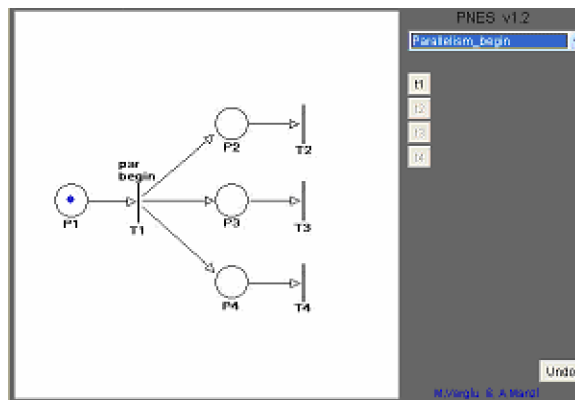 PNES v1.2
Parallelism_begin
t1
t2
t3
t4
par
begin
P1
T1
P2
T2
P3
T3
P4
T4
Undo